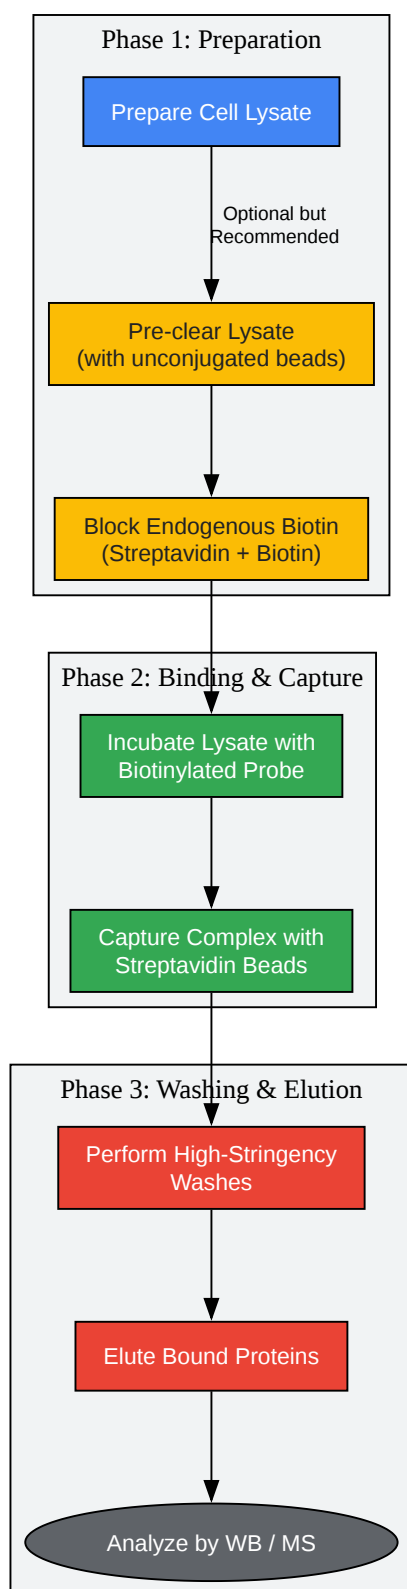 Phase 1: Preparation
Prepare Cell Lysate
Optional but
Recommended
Pre-clear Lysate
(with unconjugated beads)
Block Endogenous Biotin
(Streptavidin + Biotin)
Phase 2: Binding & Capture
Incubate Lysate with
Biotinylated Probe
Capture Complex with
Streptavidin Beads
Phase 3: Washing & Elution
Perform High-Stringency
Washes
Elute Bound Proteins
Analyze by WB / MS